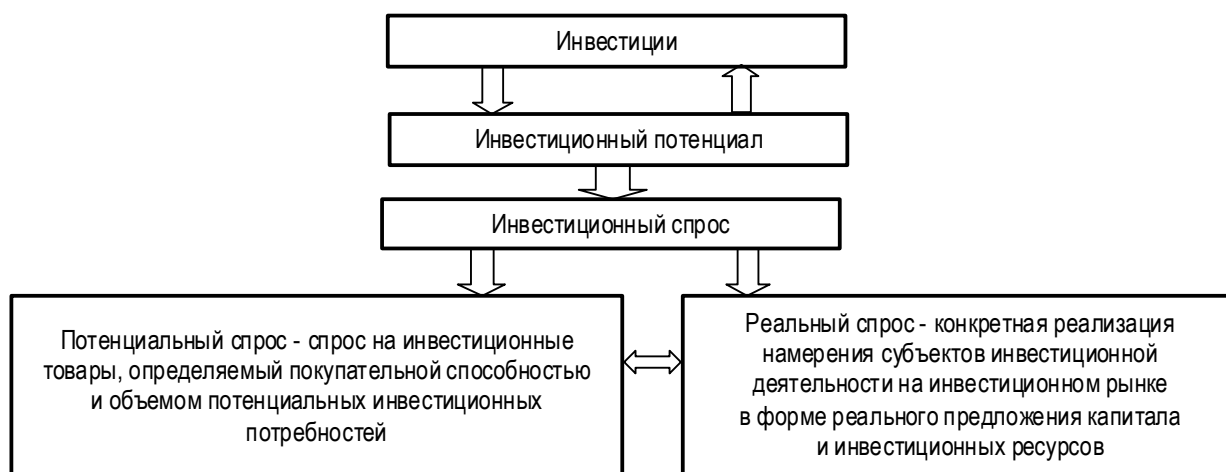 Инвестиции
Инвестиционный потенциал
Инвестиционный спрос
Потенциальный спрос - спрос на инвестиционные
товары, определяемый покупательной способностью
и объемом потенциальных инвестиционных
потребностей
Реальный спрос - конкретная реализация
намерения субъектов инвестиционной
деятельности на инвестиционном рынке
в форме реального предложения капитала
и инвестиционных ресурсов